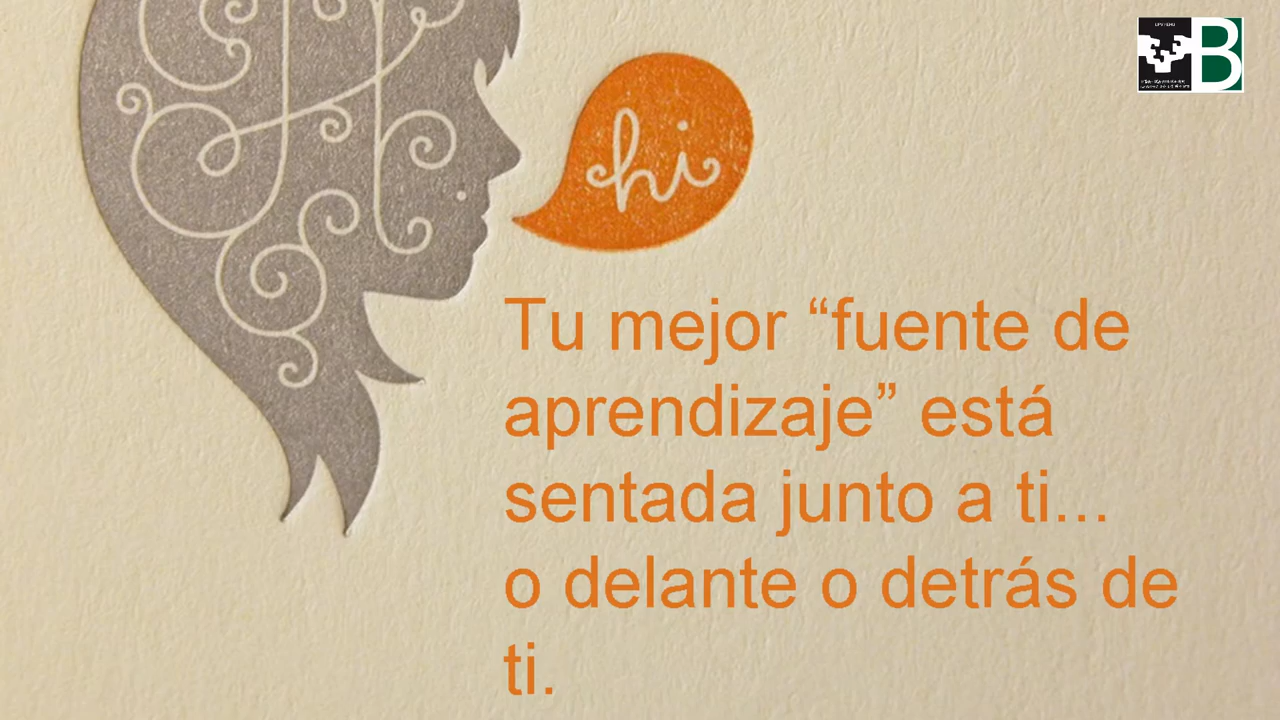 hi
B
Tu mejor “fuente de
aprendizaje” está
sentada junto a ti...
o delante o detrás de
ti.